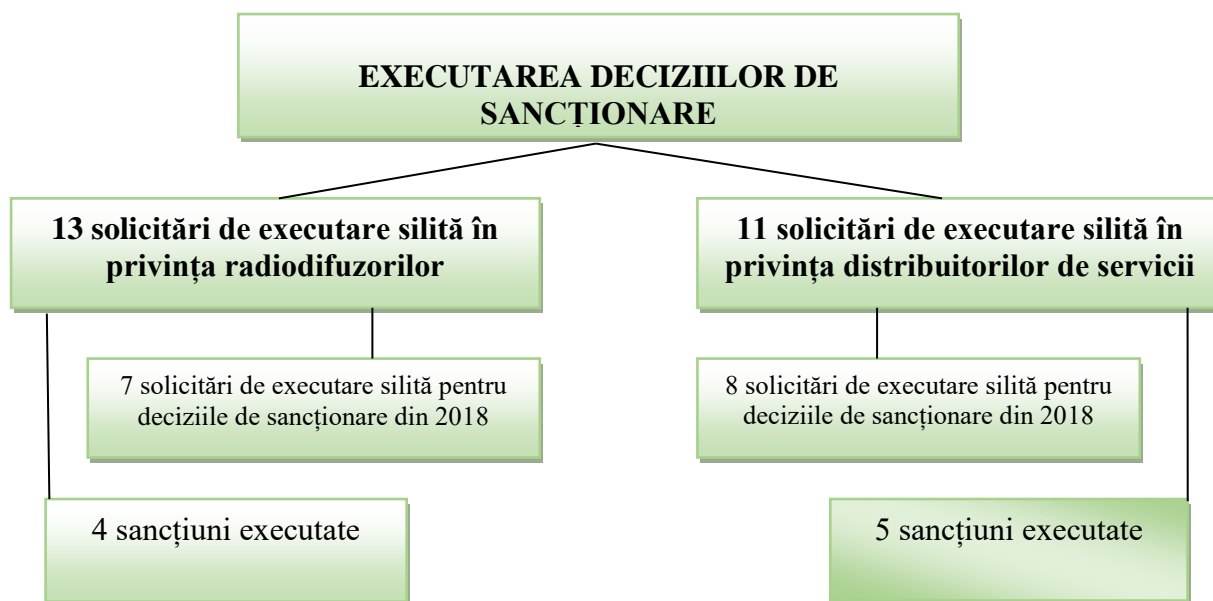 EXECUTAREA DECIZIILOR DE
SANCȚIONARE
13 solicitări de executare silită în
privința radiodifuzorilor
11 solicitări de executare silită în
privința distribuitorilor de servicii
7 solicitări de executare silită pentru
deciziile de sancționare din 2018
8 solicitări de executare silită pentru
deciziile de sancționare din 2018
4 sancțiuni executate
5 sancțiuni executate